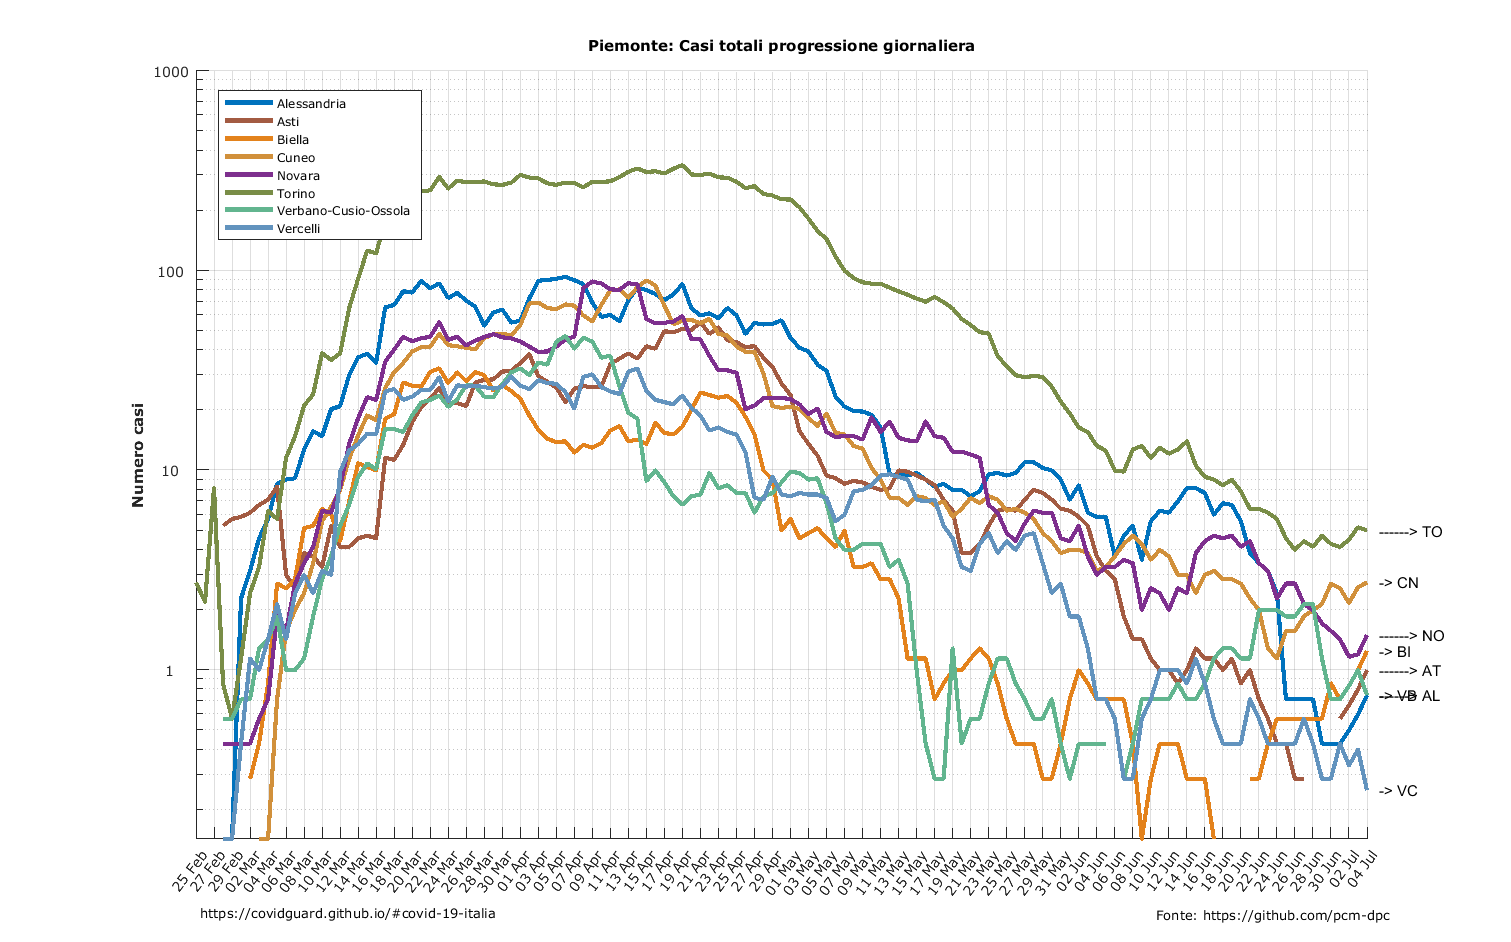 Piemonte: Casi totali progressione giornaliera
1000
100
10
1
Numero casi
Alessandria
Asti
Biella
Cuneo
Novara
Torino
Verbano-Cusio-Ossola
Vercelli
------> TO
-> CN
------> NO
-> BI
------> AT
-> VB
------> AL
-> VC
25 Feb
27 Feb
29 Feb
02 Mar
04 Mar
06 Mar
08 Mar
10 Mar
12 Mar
14 Mar
16 Mar
18 Mar
20 Mar
22 Mar
24 Mar
26 Mar
28 Mar
30 Mar
01 Apr
03 Apr
05 Apr
07 Apr
09 Apr
11 Apr
13 Apr
15 Apr
17 Apr
19 Apr
21 Apr
23 Apr
25 Apr
27 Apr
29 Apr
01 May
03 May
05 May
07 May
09 May
11 May
13 May
15 May
17 May
19 May
21 May
23 May
25 May
27 May
29 May
31 May
02 Jun
04 Jun
06 Jun
08 Jun
10 Jun
12 Jun
14 Jun
16 Jun
18 Jun
20 Jun
22 Jun
24 Jun
26 Jun
28 Jun
30 Jun
02 Jul
04 Jul
https://covidguard.github.io/#covid-19-italia
Fonte: https://github.com/pcm-dpc